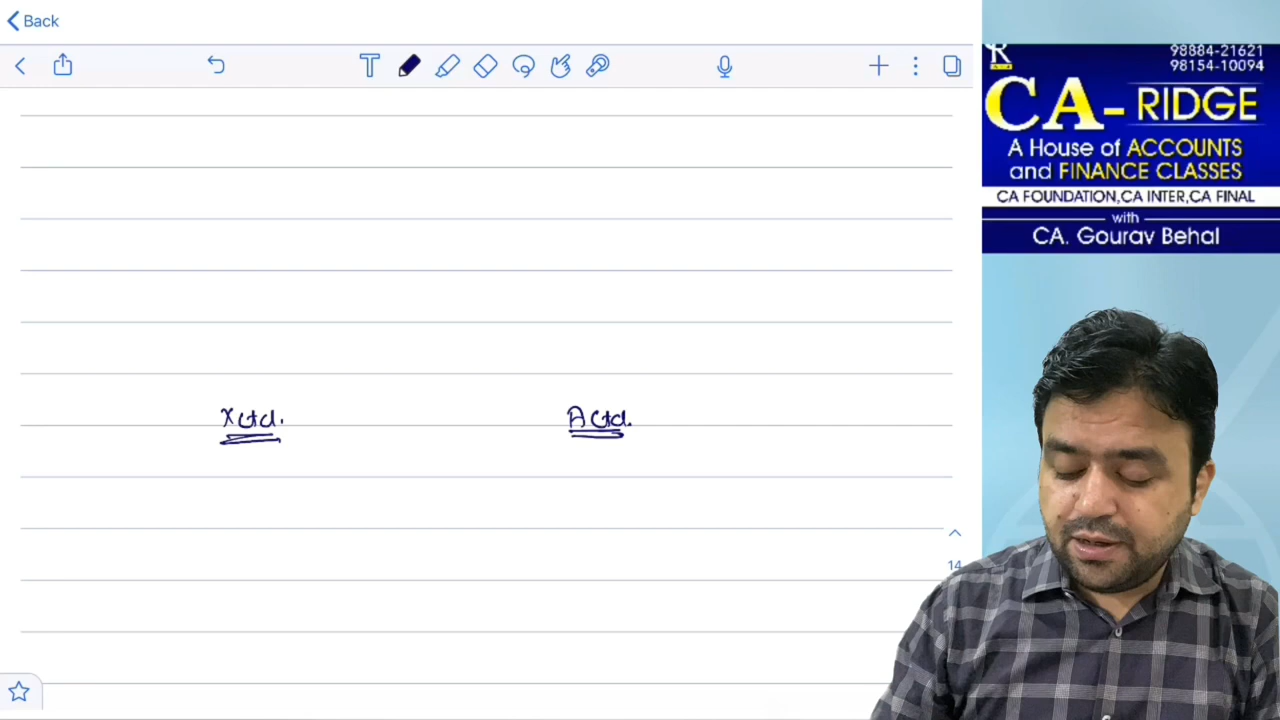 Back
98884-21621
98154-10094
CA- RIDGE
A House of ACCOUNTS
and FINANCE CLASSES
CA FOUNDATION,CA INTER,CA FINAL
with
CA. Gourav Behal
X Ltd. A Ltd.
14